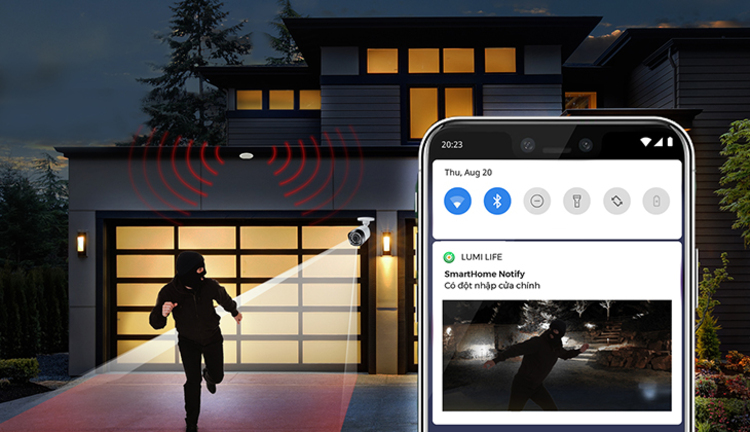 20:23
Thu, Aug 20
LUMI LIFE
SmartHome Notify
Có đột nhập cửa chính